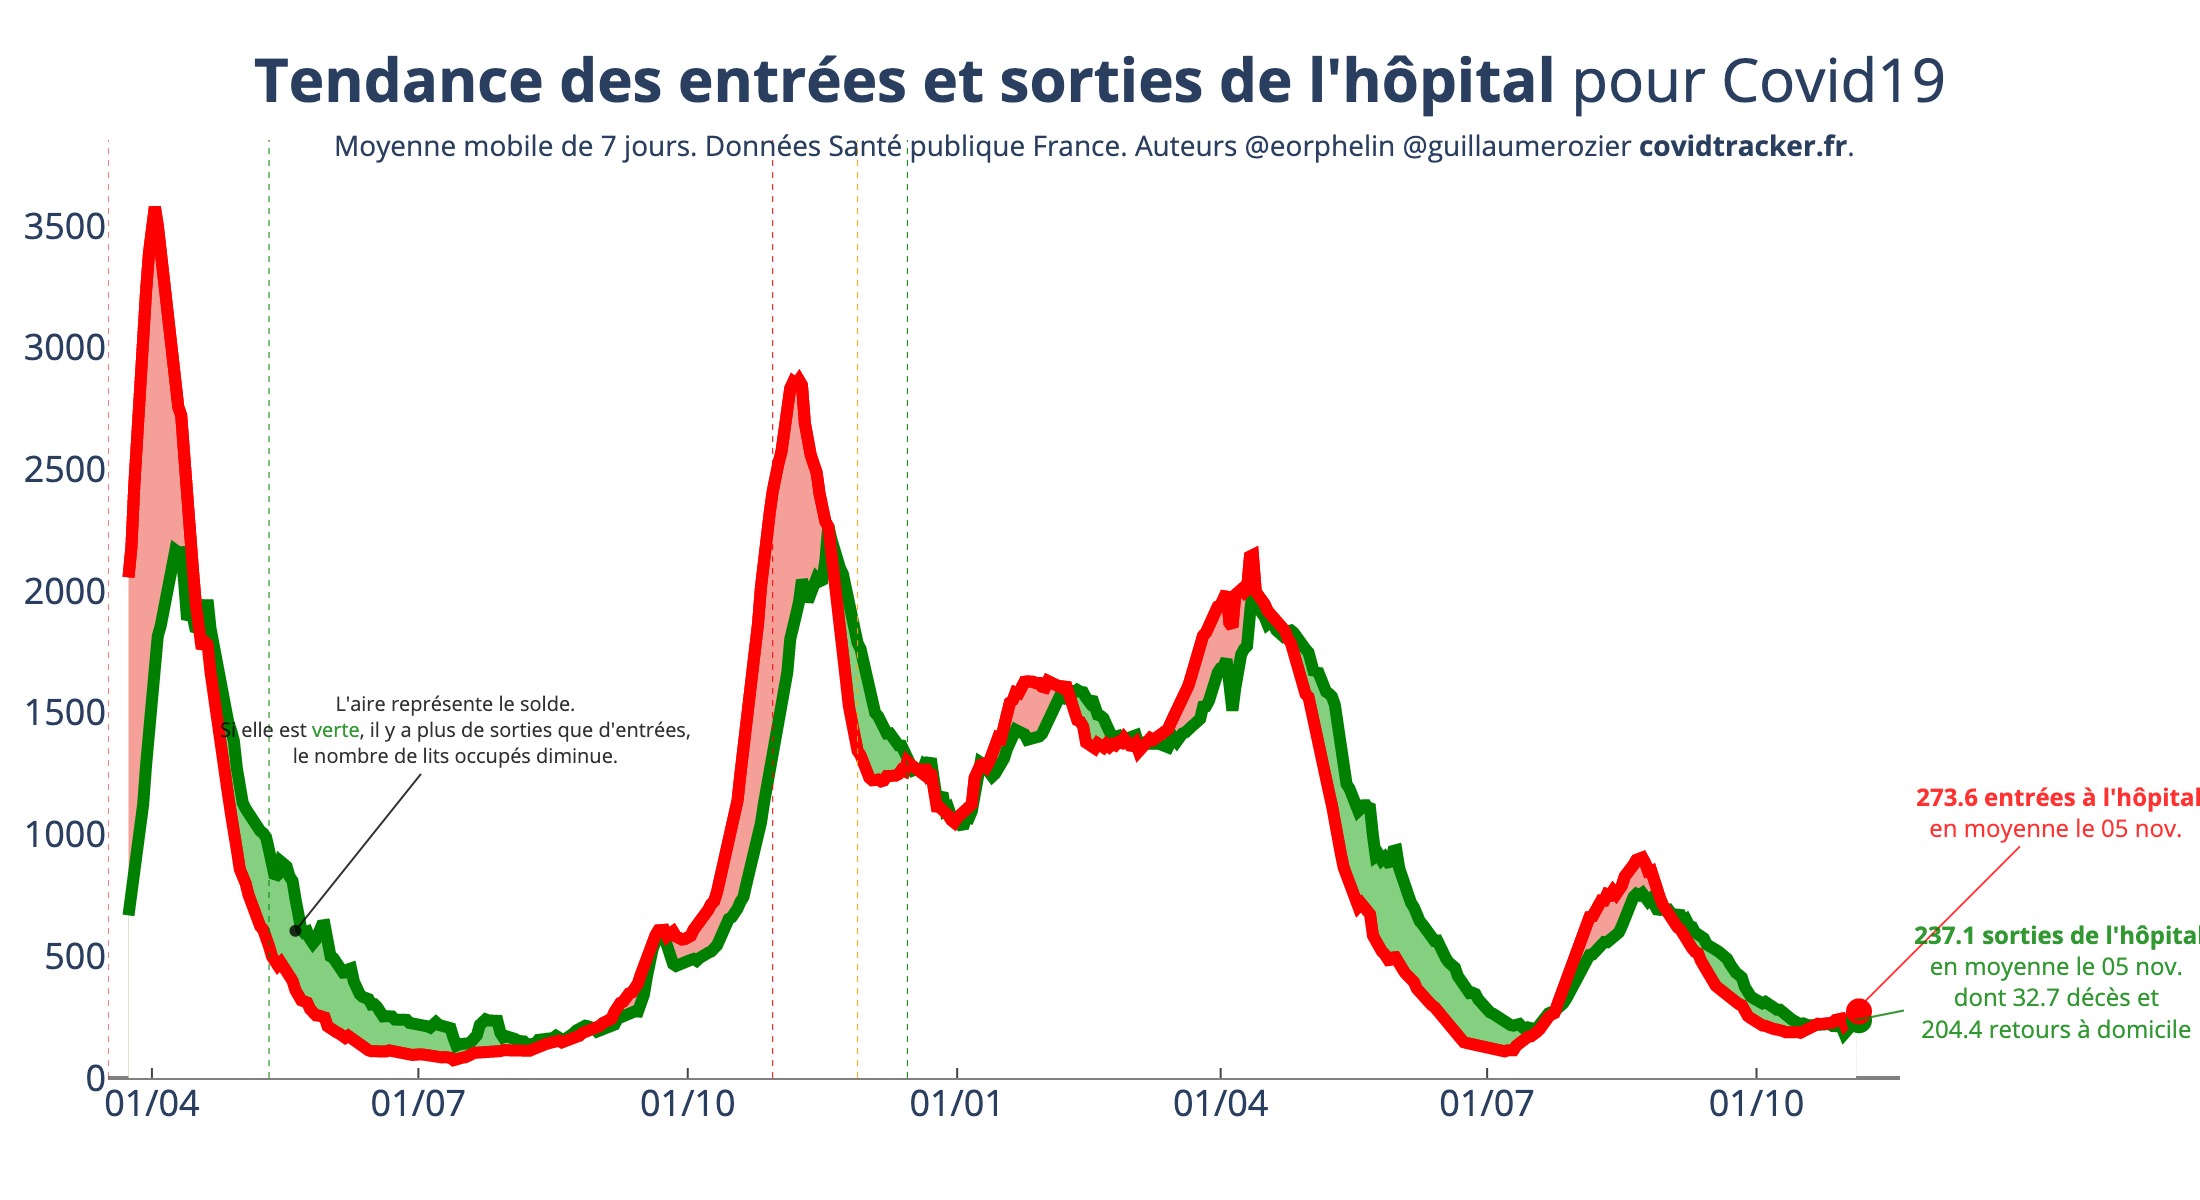 Tendance des entrées et sorties de l'hôpital pour Covid19
Moyenne mobile de 7 jours. Données Santé publique France. Auteurs @eorphelin @guillaumerozier covidtracker.fr.
3500
3000
2500
2000
1500
1000
500
0
L'aire représente le solde.
Si elle est verte, il y a plus de sorties que d'entrées,
le nombre de lits occupés diminue.
273.6 entrées à l'hôpital
en moyenne le 05 nov.
237.1 sorties de l'hôpital
en moyenne le 05 nov.
dont 32.7 décès et
204.4 retours à domicile
01/04 01/07 01/10 01/01 01/04 01/07 01/10